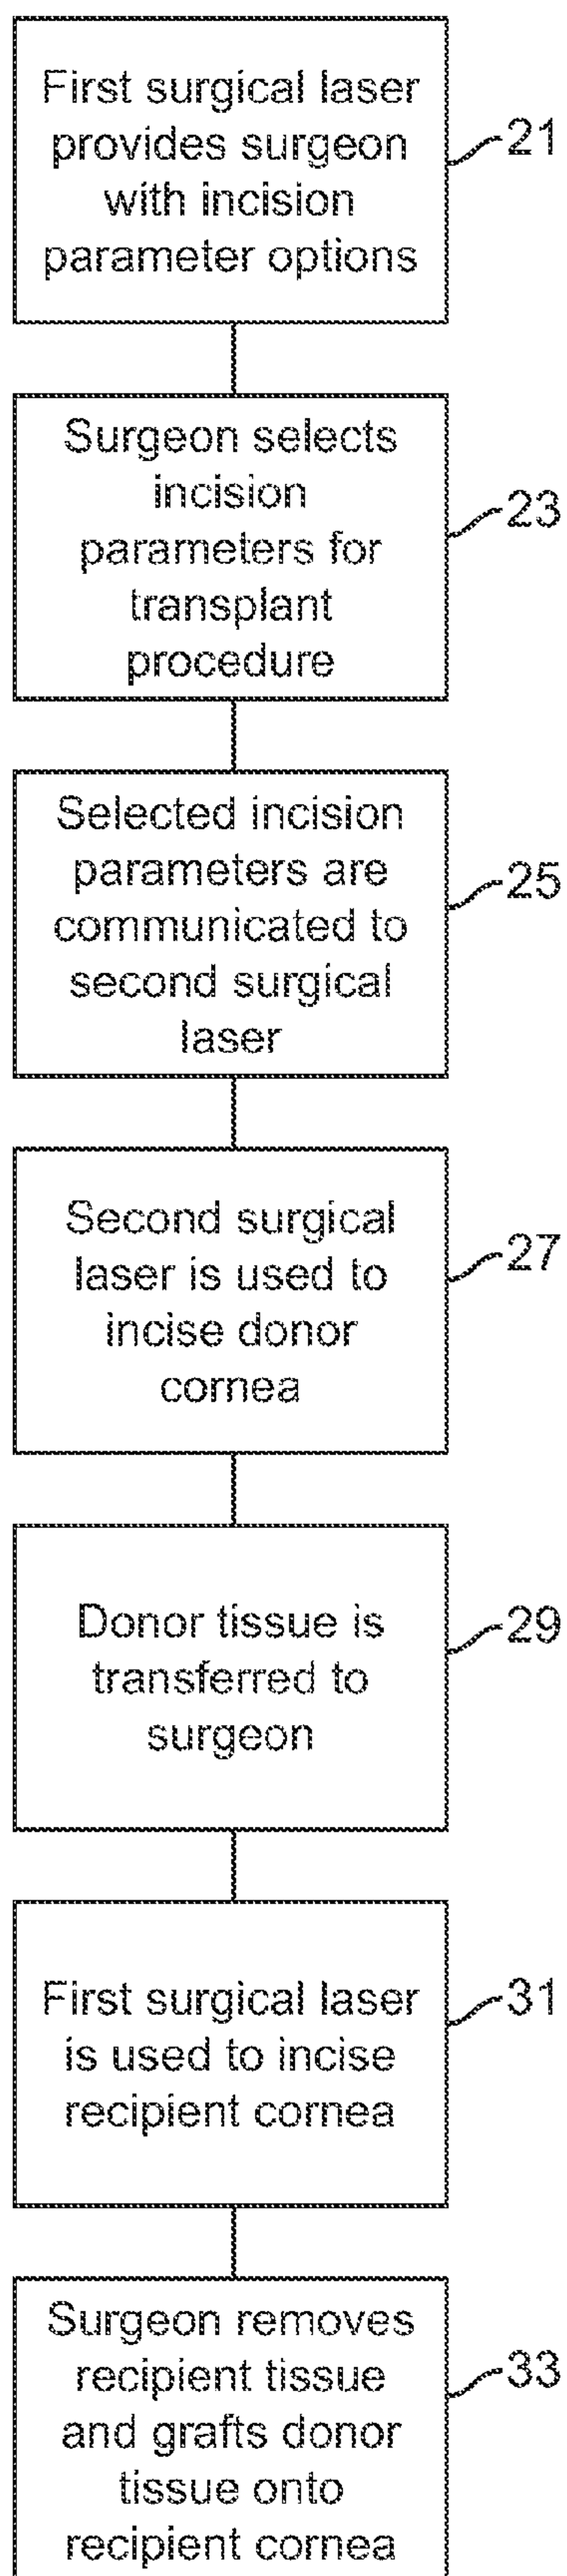 First surgical laser
provides surgeon
with incision
parameter options
21
Surgeon selects
incision
parameters for
transplant
procedure
23
Selected incision
parameters are
communicated to
second surgical
laser
25
Second surgical
laser is used to
incise donor
cornea
27
Donor tissue is
transferred to
surgeon
29
First surgical laser
is used to incise
recipient cornea
31
Surgeon removes
recipient tissue
and grafts donor
tissue onto
recipient cornea
33